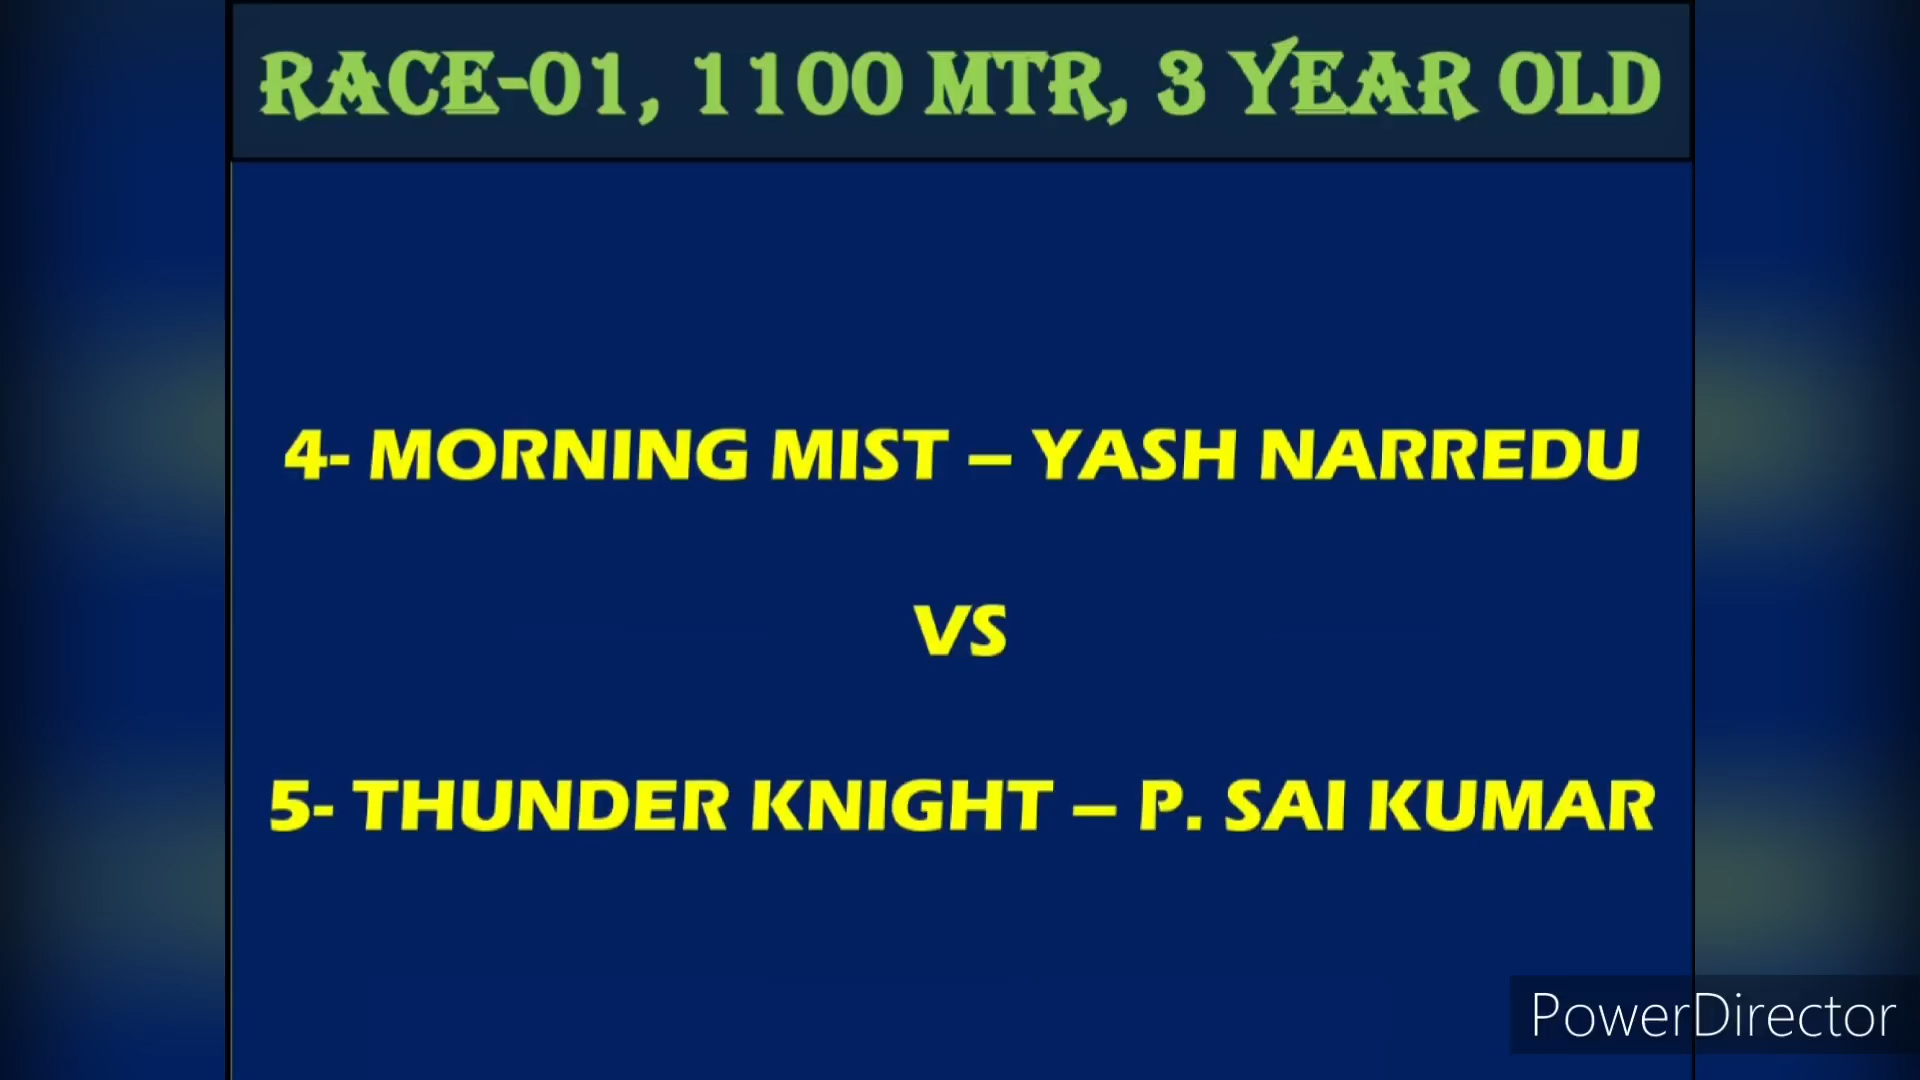 RACE-01, 1100 MTR, 3 YEAR OLD
4- MORNING MIST – YASH NARREDU
VS
5- THUNDER KNIGHT – P. SAI KUMAR
PowerDirector